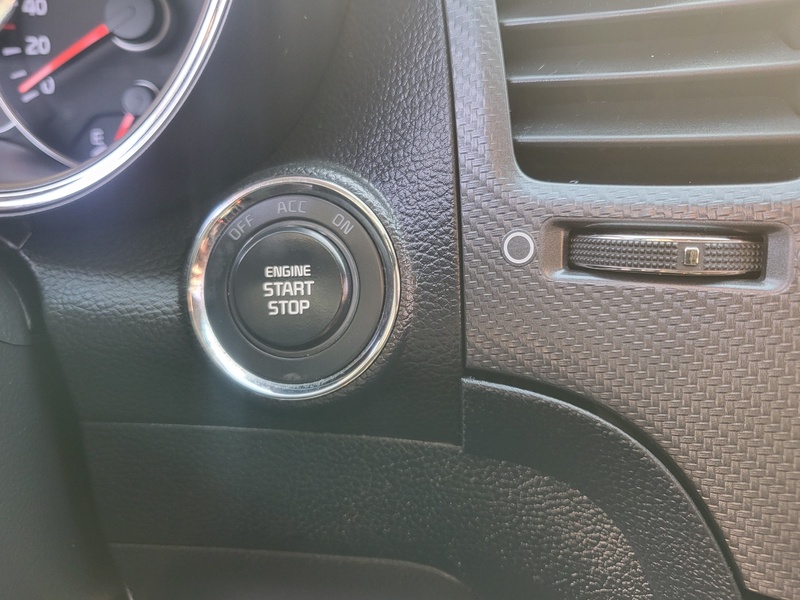 40
20
0
E
OFF ACC ON
ENGINE
START
STOP